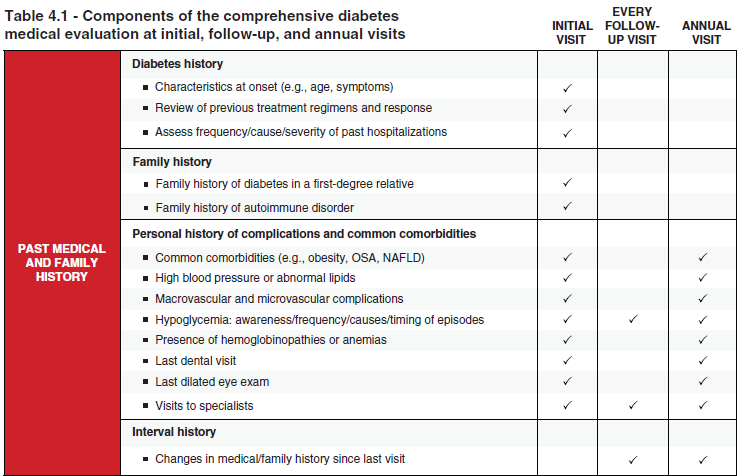 Table 4.1 - Components of the comprehensive diabetes
medical evaluation at initial, follow-up, and annual visits
INITIAL
VISIT
EVERY
FOLLOW-
UP VISIT
ANNUAL
VISIT
PAST MEDICAL
AND FAMILY
HISTORY
Diabetes history
▪ Characteristics at onset (e.g., age, symptoms) ✓
▪ Review of previous treatment regimens and response ✓
▪ Assess frequency/cause/severity of past hospitalizations ✓
Family history
▪ Family history of diabetes in a first-degree relative ✓
▪ Family history of autoimmune disorder ✓
Personal history of complications and common comorbidities
▪ Common comorbidities (e.g., obesity, OSA, NAFLD) ✓ ✓
▪ High blood pressure or abnormal lipids ✓ ✓
▪ Macrovascular and microvascular complications ✓ ✓
▪ Hypoglycemia: awareness/frequency/causes/timing of episodes ✓ ✓ ✓
▪ Presence of hemoglobinopathies or anemias ✓ ✓
▪ Last dental visit ✓ ✓
▪ Last dilated eye exam ✓ ✓
▪ Visits to specialists ✓ ✓ ✓
Interval history
▪ Changes in medical/family history since last visit ✓ ✓